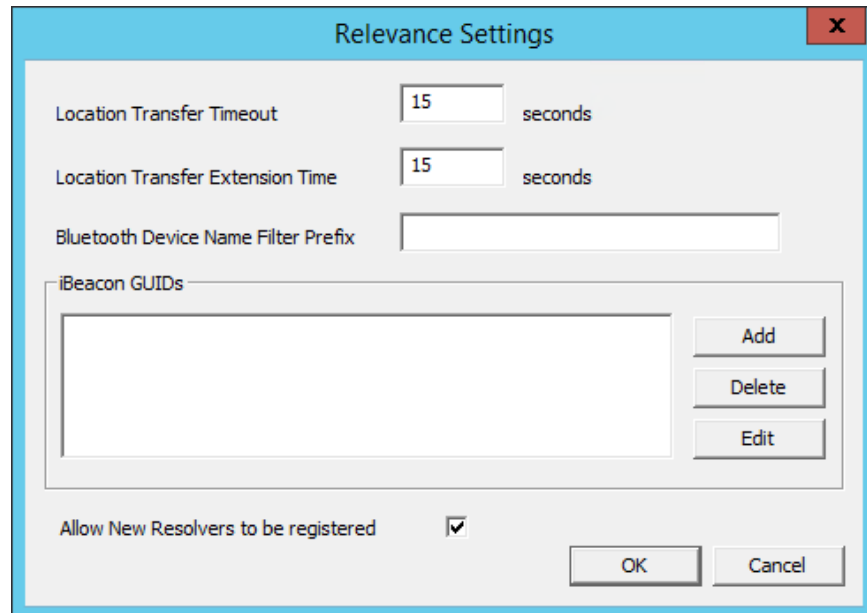 Relevance Settings
x
Location Transfer Timeout 15 seconds
Location Transfer Extension Time 15 seconds
Bluetooth Device Name Filter Prefix
iBeacon GUIDs
Add
Delete
Edit
Allow New Resolvers to be registered
OK Cancel